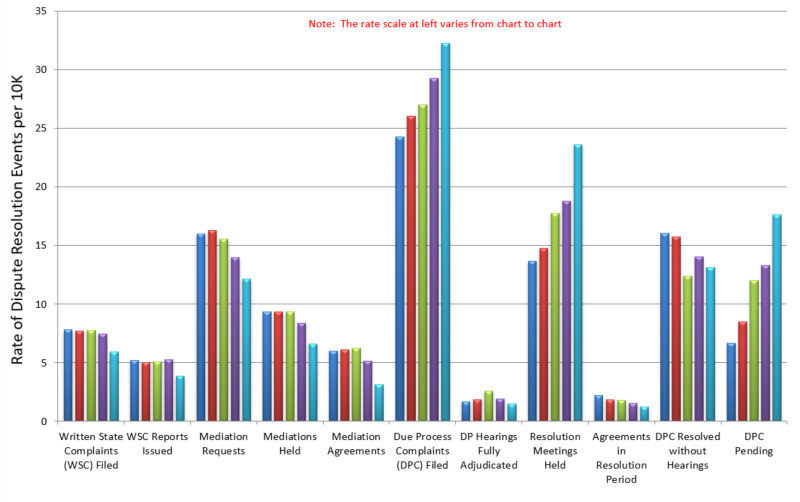 Note:  The rate scale at left varies from chart to chart
Rate of Dispute Resolution Events per 10K
35
30
25
20
15
10
5
0
Written State
Complaints
(WSC) Filed
WSC Reports
Issued
Mediation
Requests
Mediations
Held
Mediation
Agreements
Due Process
Complaints
(DPC) Filed
DP Hearings
Fully
Adjudicated
Resolution
Meetings
Held
Agreements
in
Resolution
Period
DPC Resolved
without
Hearings
DPC
Pending